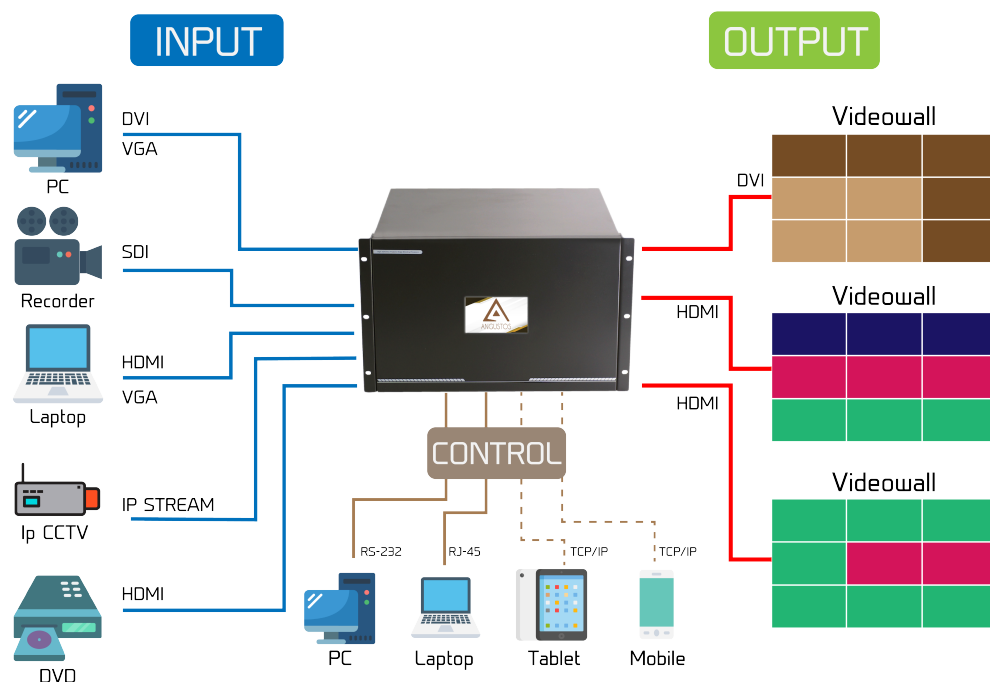 INPUT
OUTPUT
DVI
VGA
PC
SDI
Recorder
HDMI
VGA
Laptop
IP STREAM
Ip CCTV
HDMI
DVD
ANGUSTOS
CONTROL
RS-232
RJ-45
TCP/IP
TCP/IP
PC
Laptop
Tablet
Mobile
Videowall
DVI
Videowall
HDMI
HDMI
Videowall